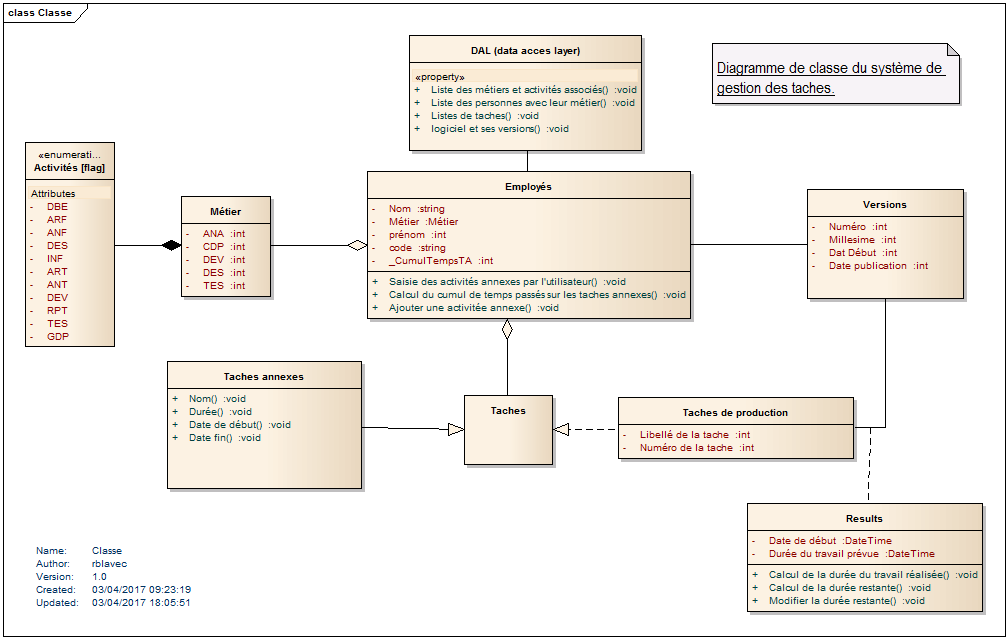 class Classe
DAL (data acces layer)
«property»
+ Liste des métiers et activités associés() :void
+ Liste des personnes avec leur métier() :void
+ Listes de taches() :void
+ logiciel et ses versions() :void
Diagramme de classe du système de
gestion des taches.
«enumerati...
Activités [flag]
Attributes
- DBE
- ARF
- ANF
- DES
- INF
- ART
- ANT
- DEV
- RPT
- TES
- GDP
Métier
- ANA :int
- CDP :int
- DEV :int
- DES :int
- TES :int
Employés
- Nom :string
- Métier :Métier
- prénom :int
- code :string
- _CumulTempsTA :int
+ Saisie des activités annexes par l'utilisateur() :void
+ Calcul du cumul de temps passés sur les taches annexes() :void
+ Ajouter une activitée annexe() :void
Versions
- Numéro :int
- Millesime :int
- Dat Début :int
- Date publication :int
Taches annexes
+ Nom() :void
+ Durée() :void
+ Date de début() :void
+ Date fin() :void
Taches
Taches de production
- Libellé de la tache :int
- Numéro de la tache :int
Results
- Date de début :DateTime
- Durée du travail prévue :DateTime
+ Calcul de la durée du travail réalisée() :void
+ Calcul de la durée restante() :void
+ Modifier la durée restante() :void
Name: Classe
Author: rblavec
Version: 1.0
Created: 03/04/2017 09:23:19
Updated: 03/04/2017 18:05:51